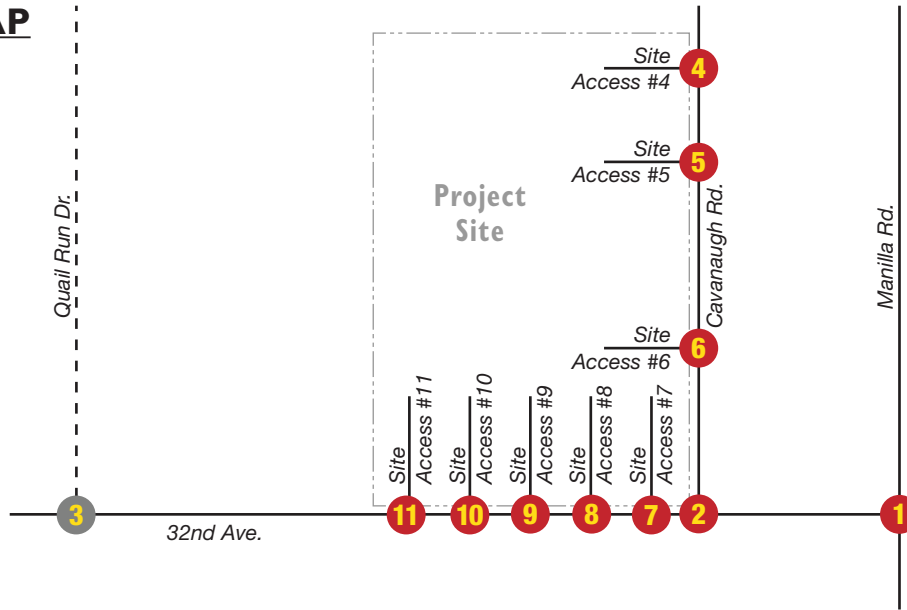 AP
Site
Access #4
4
Site
Access #5
5
Project
Site
Quail Run Dr.
Cavanaugh Rd.
Manilla Rd.
Site
Access #6
6
Site
Access #11
Site
Access #10
Site
Access #9
Site
Access #8
Site
Access #7
3
11
10
9
8
7
2
1
32nd Ave.